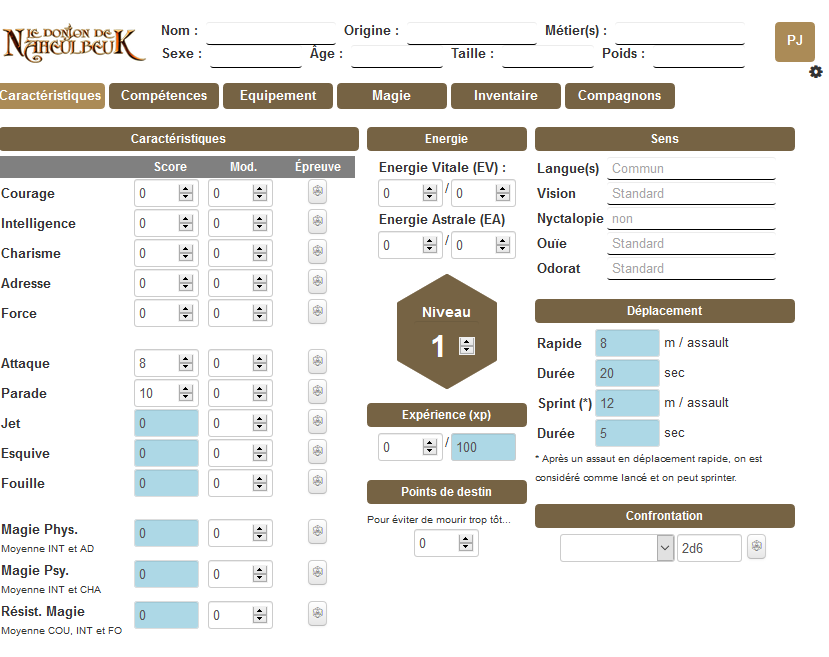 LE DONJON DE NAHEULBEUK
Nom : Origine : Métier(s) :
Sexe : Âge : Taille : Poids :
PJ
Caractéristiques Compétences Equipement Magie Inventaire Compagnons
Caractéristiques
Score Mod. Épreuve
Courage 0 0
Intelligence 0 0
Charisme 0 0
Adresse 0 0
Force 0 0
Attaque 8 0
Parade 10 0
Jet 0 0
Esquive 0 0
Fouille 0 0
Magie Phys. 0 0
Moyenne INT et AD
Magie Psy. 0 0
Moyenne INT et CHA
Résist. Magie 0 0
Moyenne COU, INT et FO
Energie
Energie Vitale (EV) :
0 / 0
Energie Astrale (EA)
0 / 0
Niveau
1
Expérience (xp)
0 / 100
Points de destin
Pour éviter de mourir trop tôt...
0
Sens
Langue(s) Commun
Vision Standard
Nyctalopie non
Ouïe Standard
Odorat Standard
Déplacement
Rapide 8 m / assault
Durée 20 sec
Sprint (*) 12 m / assault
Durée 5 sec
* Après un assaut en déplacement rapide, on est
considéré comme lancé et on peut sprinter.
Confrontation
2d6